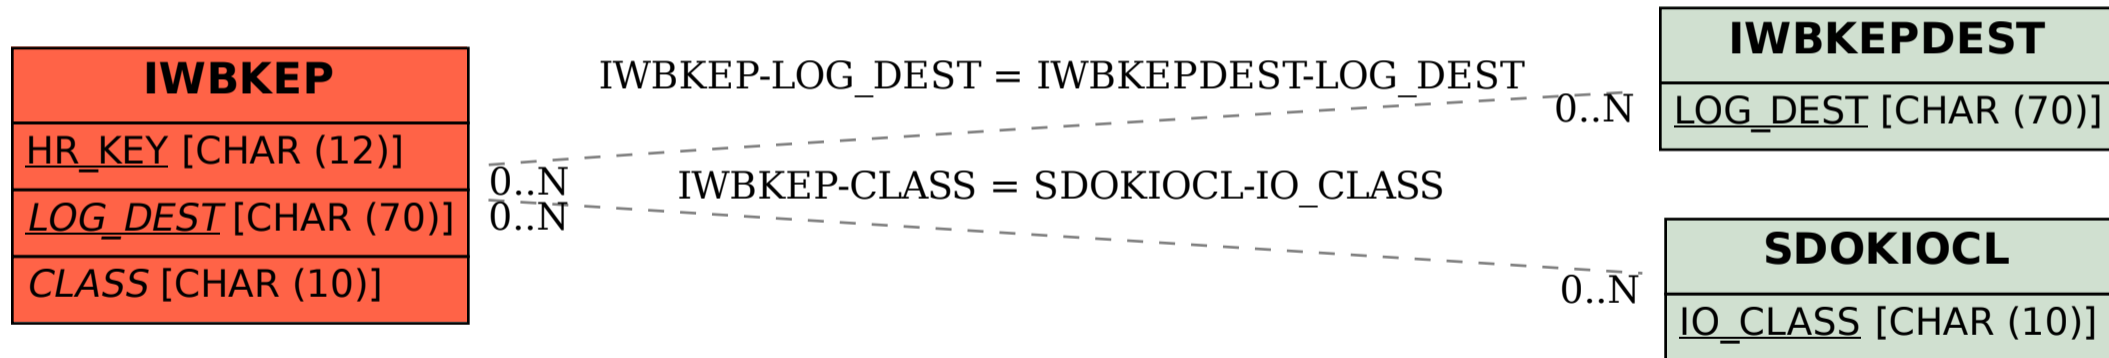 IWBKEP
HR_KEY [CHAR (12)]
LOG_DEST [CHAR (70)]
CLASS [CHAR (10)]
IWBKEP-LOG_DEST = IWBKEPDEST-LOG_DEST
0..N
0..N
IWBKEP-CLASS = SDOKIOCL-IO_CLASS
0..N
0..N
IWBKEPDEST
LOG_DEST [CHAR (70)]
SDOKIOCL
IO_CLASS [CHAR (10)]